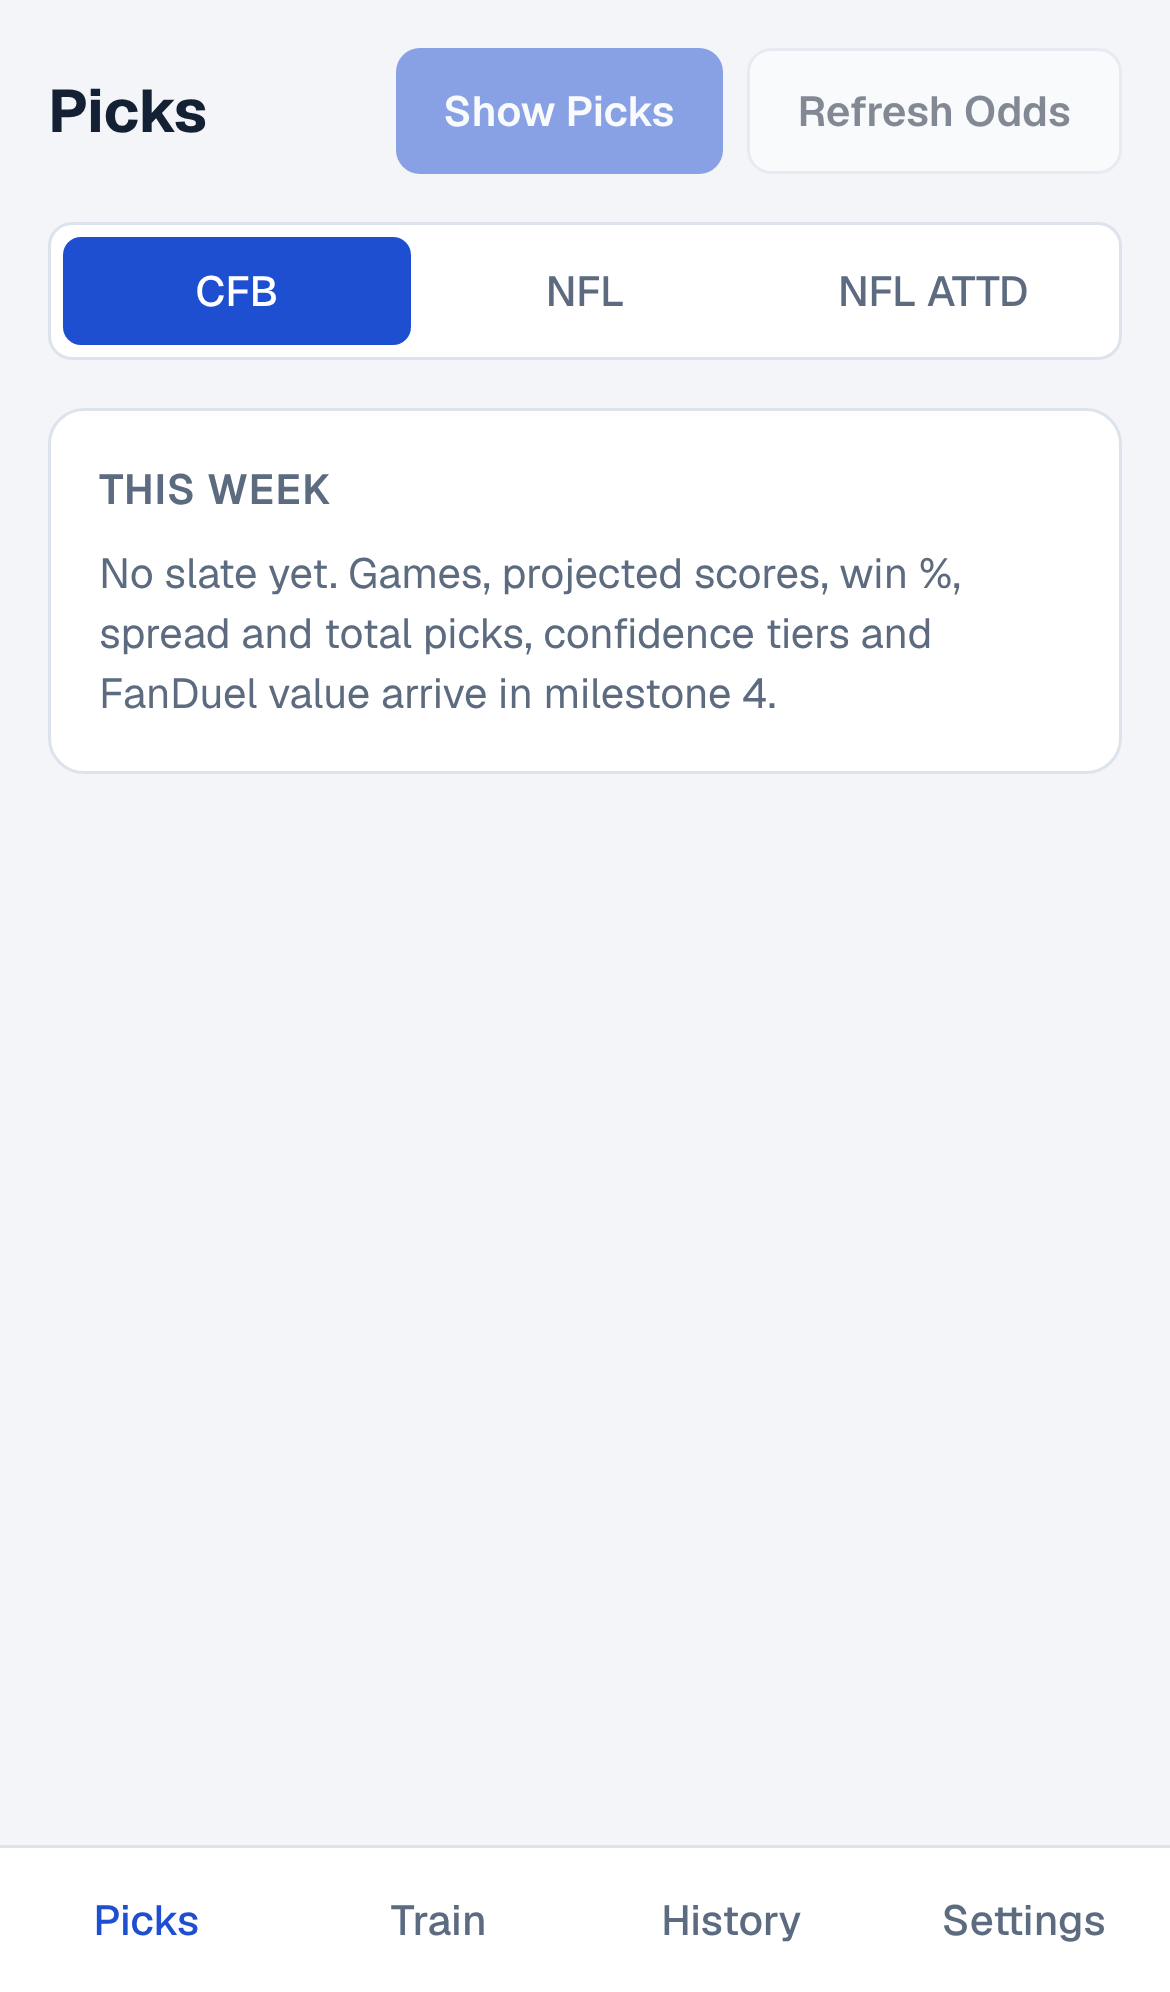 Picks
Show Picks
Refresh Odds
CFB
NFL
NFL ATTD
THIS WEEK
No slate yet. Games, projected scores, win %,
spread and total picks, confidence tiers and
FanDuel value arrive in milestone 4.
Picks
Train
History
Settings